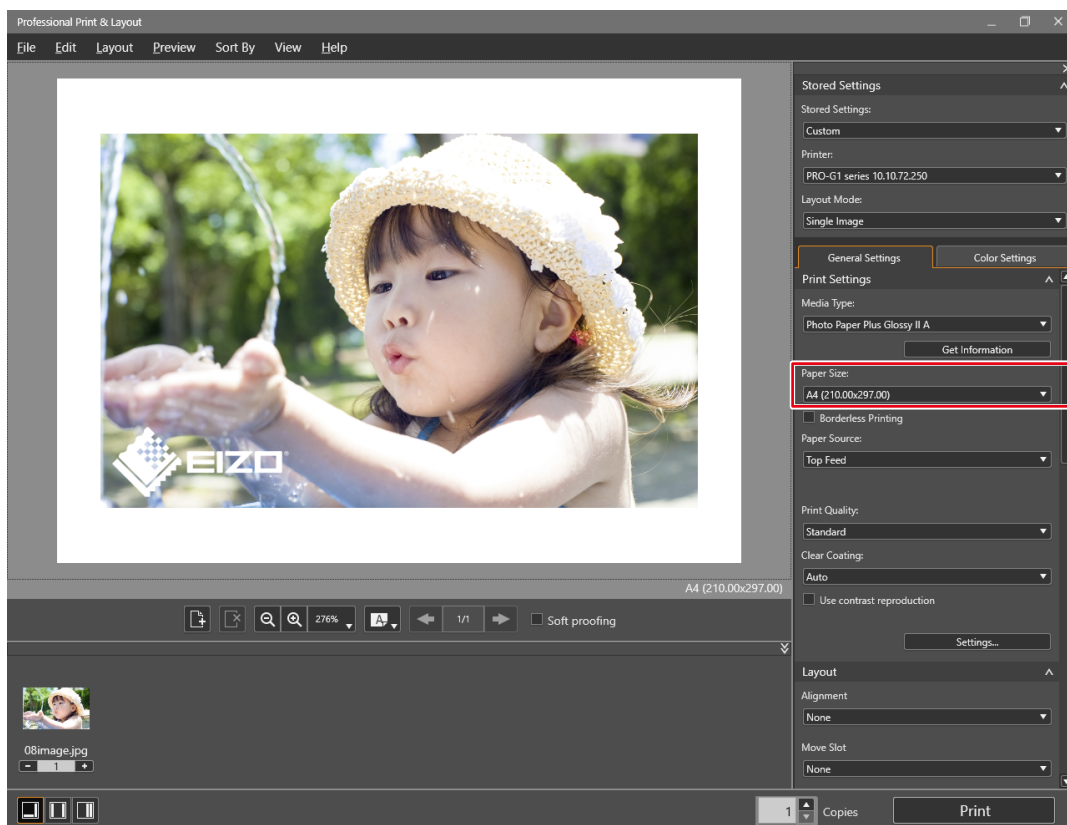 Professional Print & Layout
File Edit Layout Preview Sort By View Help
EIZO
A4 (210.00x297.00)
276%
A
1/1
Soft proofing
08image.jpg
- 1 +
Stored Settings
Stored Settings:
Custom
Printer:
PRO-G1 series 10.10.72.250
Layout Mode:
Single Image
General Settings Color Settings
Print Settings
Media Type:
Photo Paper Plus Glossy II A
Get Information
Paper Size:
A4 (210.00x297.00)
Borderless Printing
Paper Source:
Top Feed
Print Quality:
Standard
Clear Coating:
Auto
Use contrast reproduction
Settings...
Layout
Alignment
None
Move Slot
None
1 Copies Print